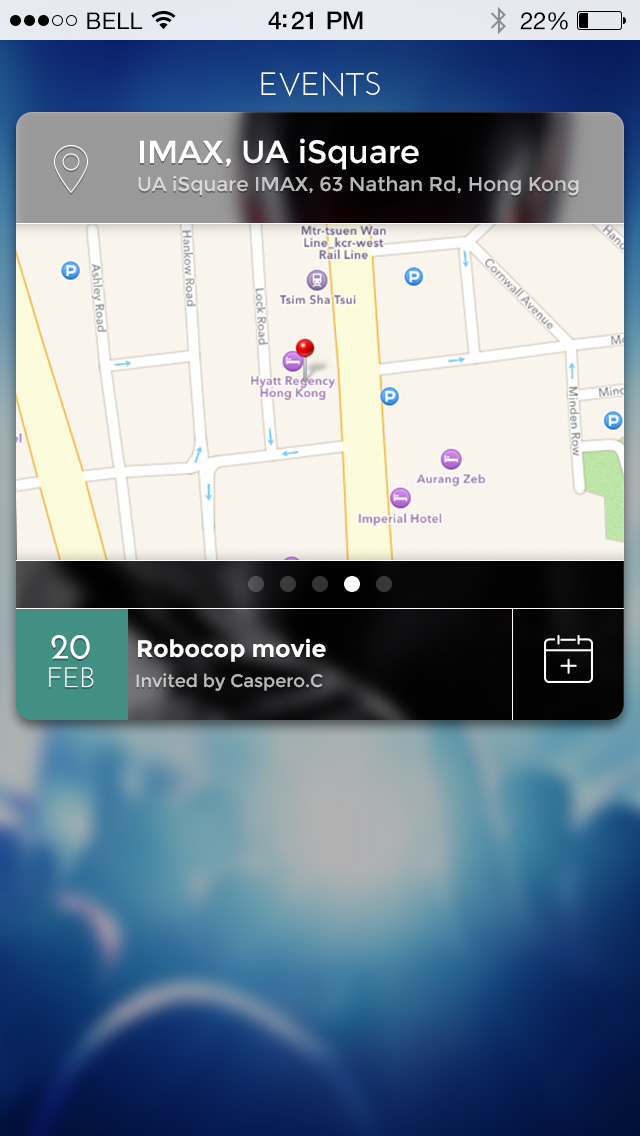 BELL 4:21 PM 22%
EVENTS
IMAX, UA iSquare
UA iSquare IMAX, 63 Nathan Rd, Hong Kong
Mtr-tsuen Wan
Line_kcr-west
Rail Line
Hankow Road
Ashley Road
Lock Road
Cornwall Avenue
P
P
Tsim Sha Tsui
Hyatt Regency
Hong Kong
P
P
Minden Row
Aurang Zeb
Imperial Hotel
20
FEB
Robocop movie
Invited by Caspero.C